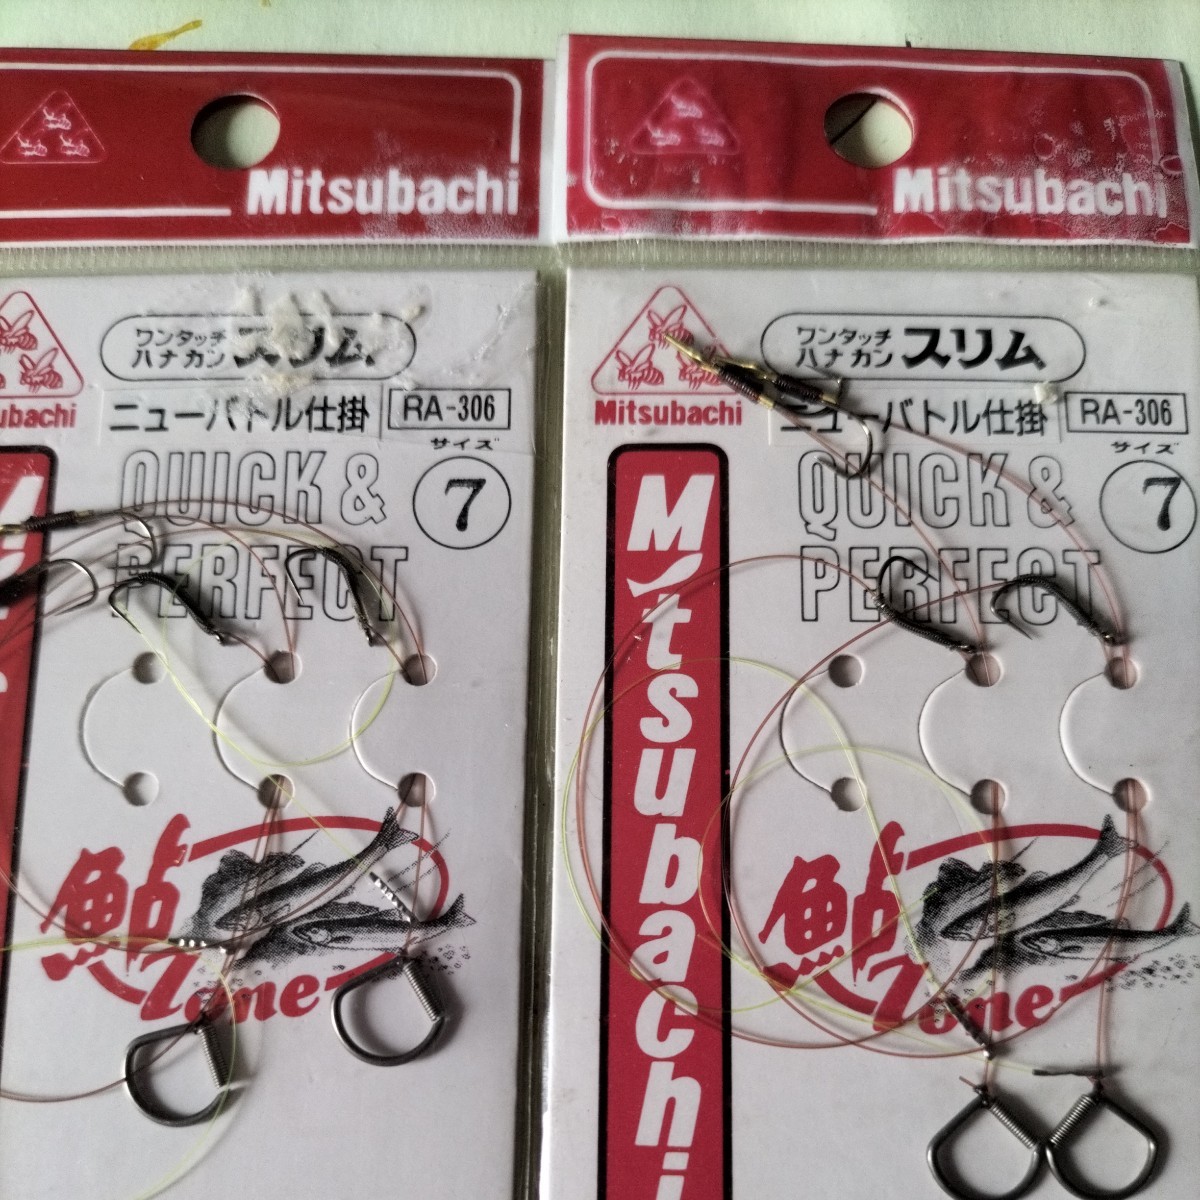 Mitsubachi
ワンタッチ
ハナカン スリム
ニューバトル仕掛 RA-306
サイズ
QUICK & 7
PERFECT
鮎
Zone
Mitsubachi
Mitsubachi
ワンタッチ
ハナカン スリム
ニューバトル仕掛 RA-306
サイズ
QUICK & 7
PERFECT
Mitsubachi
鮎
Zone